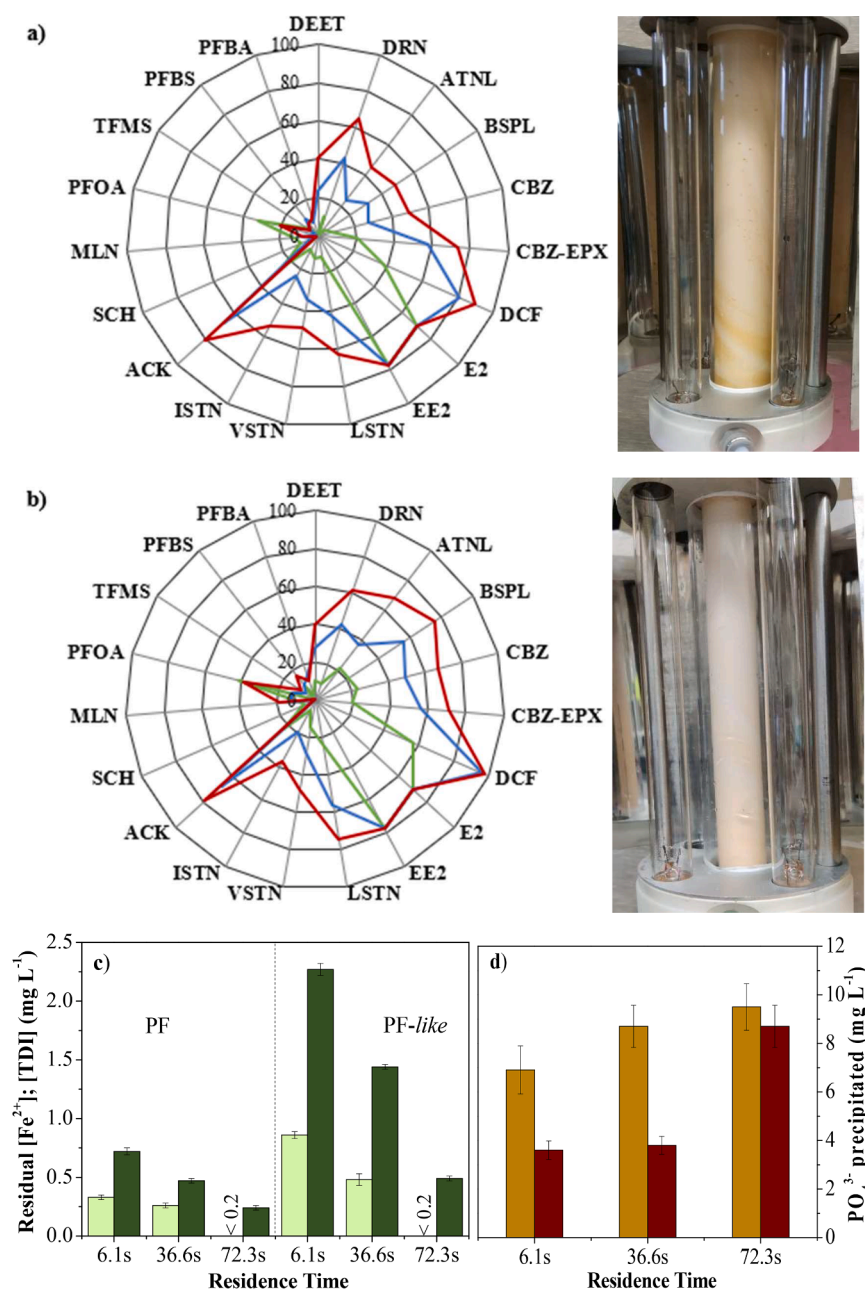 a)
DEET
DRN
ATNL
BSPL
CBZ
CBZ-EPX
DCF
E2
EE2
LSTN
VSTN
ISTN
ACK
SCH
MLN
PFOA
TFMS
PFBS
PFBA
100
80
60
40
20
0
b)
DEET
DRN
ATNL
BSPL
CBZ
CBZ-EPX
DCF
E2
EE2
LSTN
VSTN
ISTN
ACK
SCH
MLN
PFOA
TFMS
PFBS
PFBA
100
80
60
40
20
0
c)
PF
PF-like
Residual [Fe²⁺]; [TDI] (mg L⁻¹)
2.5
2.0
1.5
1.0
0.5
0.0
< 0.2
< 0.2
6.1s 36.6s 72.3s 6.1s 36.6s 72.3s
Residence Time
d)
12
10
8
6
4
2
0
PO₄³⁻ precipitated (mg L⁻¹)
6.1s 36.6s 72.3s
Residence Time